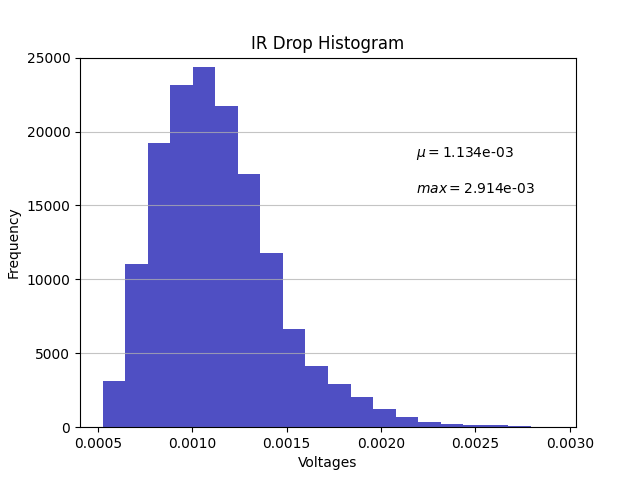 IR Drop Histogram
25000
20000
15000
10000
5000
0
Frequency
μ = 1.134e-03
max = 2.914e-03
0.0005 0.0010 0.0015 0.0020 0.0025 0.0030
Voltages